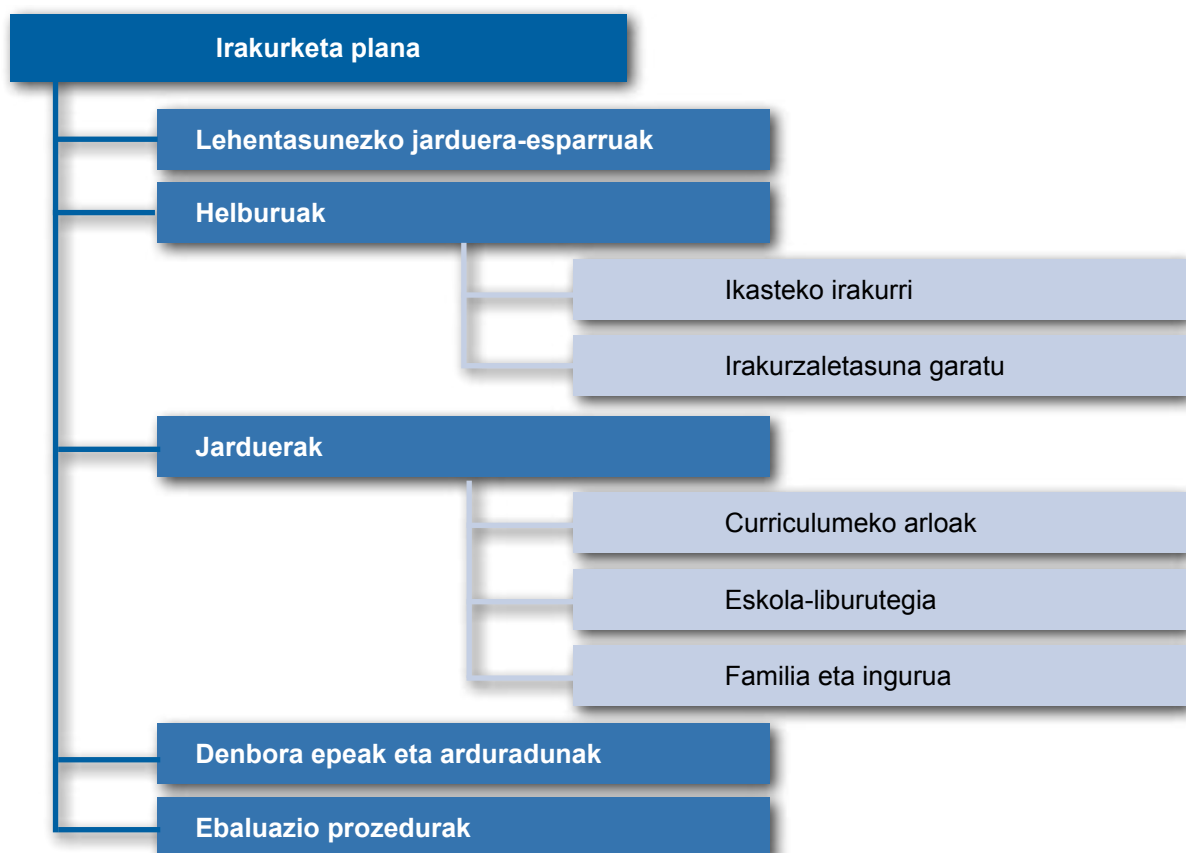 Irakurketa plana
Lehentasunezko jarduera-esparruak
Helburuak
Ikasteko irakurri
Irakurzaletasuna garatu
Jarduerak
Curriculumeko arloak
Eskola-liburutegia
Familia eta ingurua
Denbora epeak eta arduradunak
Ebaluazio prozedurak